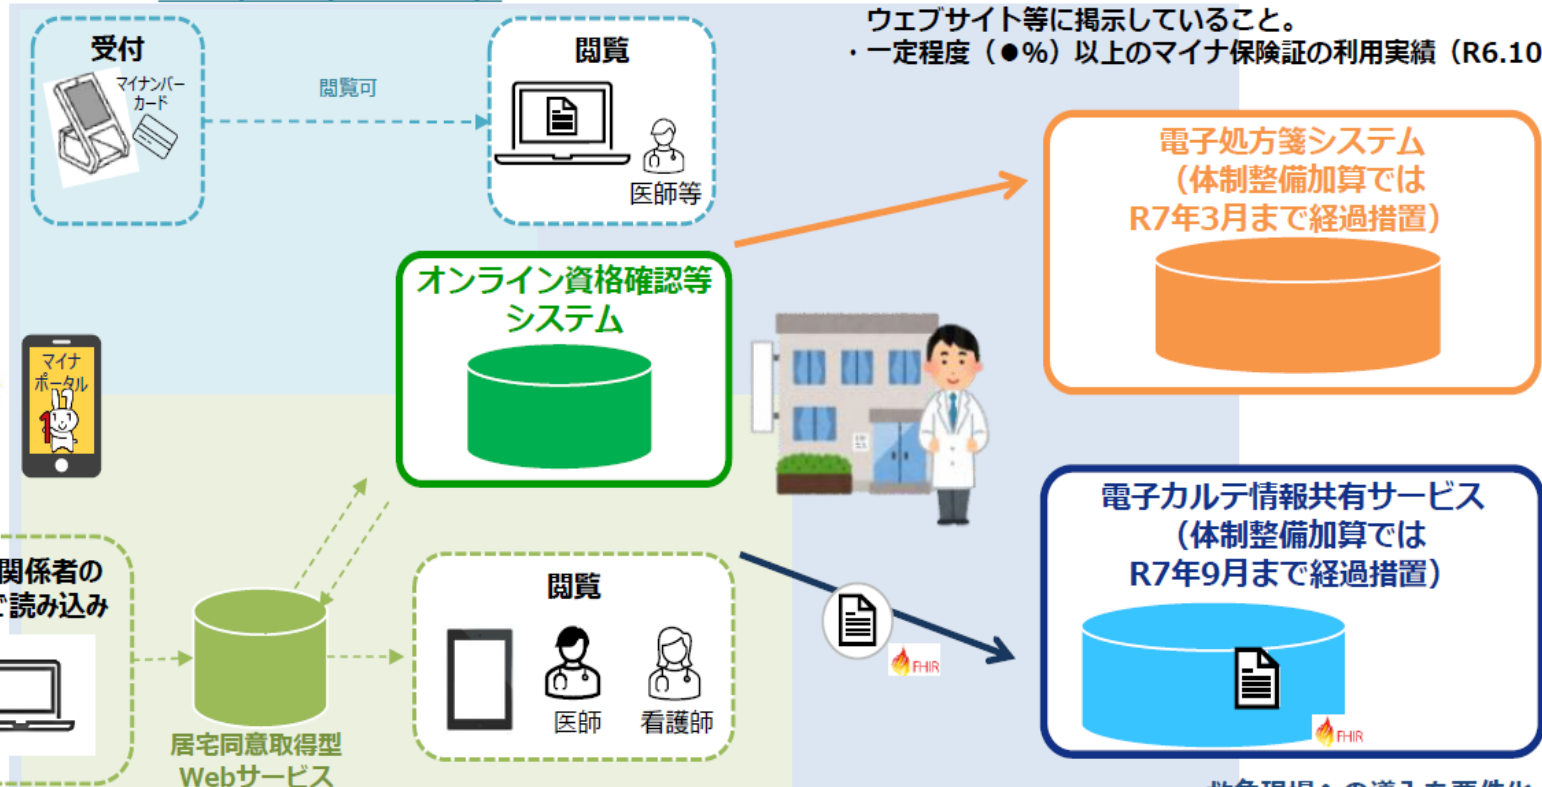 ウェブサイト等に掲示していること。
・一定程度（●%）以上のマイナ保険証の利用実績（R6.10
受付
マイナンバー
カード
閲覧可
閲覧
医師等
電子処方箋システム
（体制整備加算では
R7年3月まで経過措置）
オンライン資格確認等
システム
マイナ
ポータル
1
電子カルテ情報共有サービス
（体制整備加算では
R7年9月まで経過措置）
関係者の
読み込み
閲覧
医師
看護師
FHIR
FHIR
居宅同意取得型
Webサービス